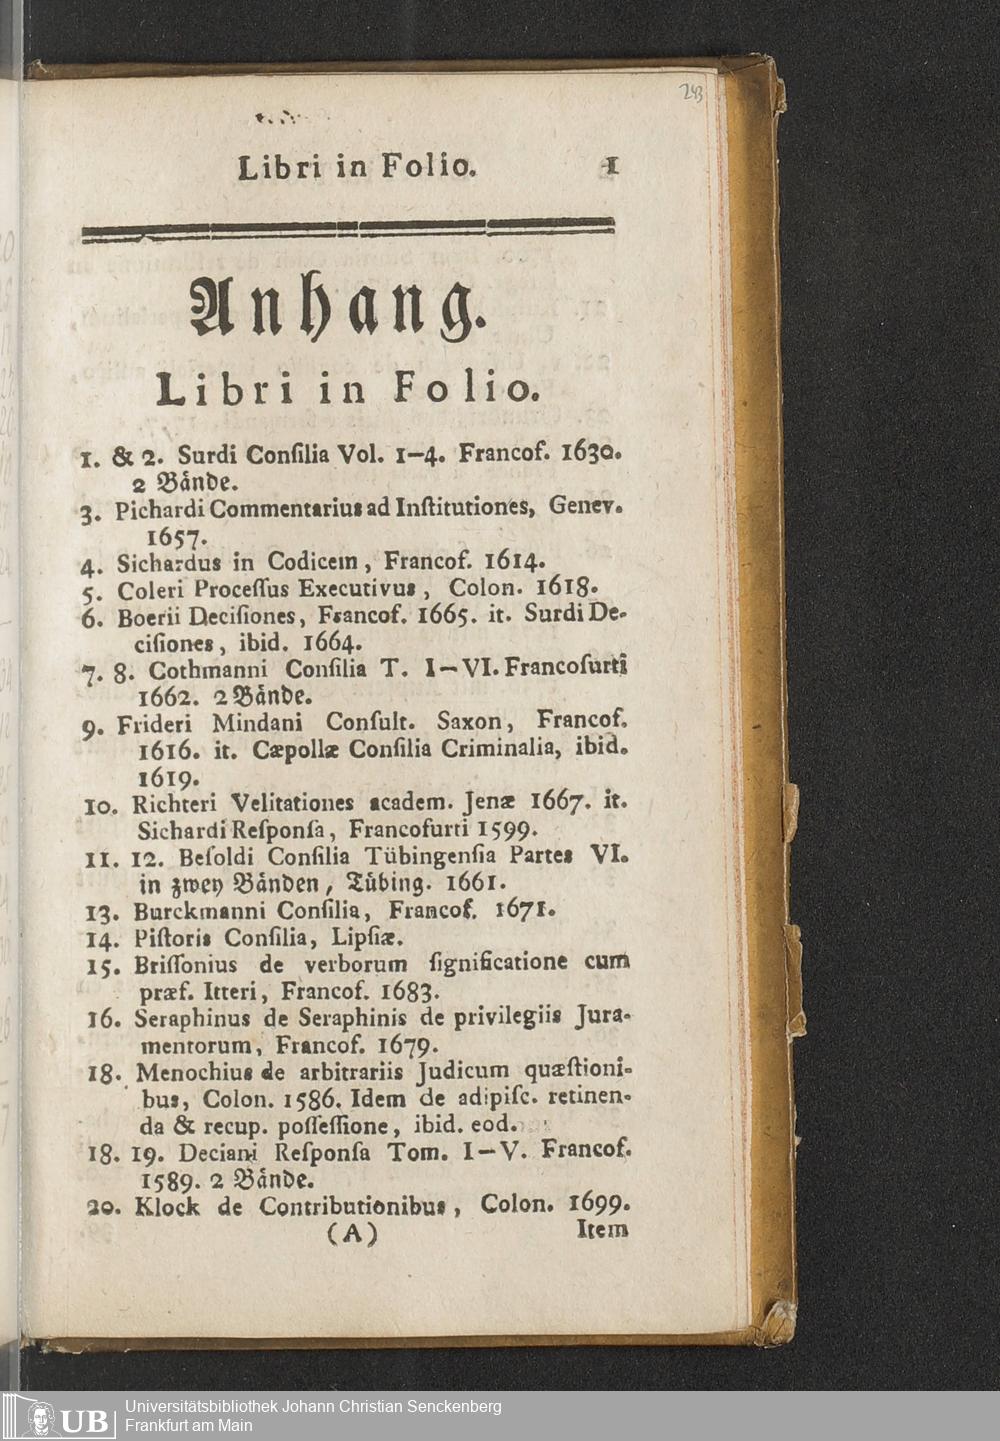 243
Libri in Folio. 1
Anhang.
Libri in Folio.
1. & 2. Surdi Conſilia Vol. 1–4. Francof. 1630.
2 Bände.
3. Pichardi Commentarius ad Inſtitutiones, Genev.
1657.
4. Sichardus in Codicem, Francof. 1614.
5. Coleri Proceſſus Executivus, Colon. 1618.
6. Boerii Deciſiones, Francof. 1665. it. Surdi De-
ciſiones, ibid. 1664.
7. 8. Cothmanni Conſilia T. I–VI. Francofurti
1662. 2 Bände.
9. Frideri Mindani Conſult. Saxon, Francof.
1616. it. Cæpollæ Conſilia Criminalia, ibid.
1619.
10. Richteri Velitationes academ. Jenæ 1667. it.
Sichardi Reſponſa, Francofurti 1599.
11. 12. Beſoldi Conſilia Tübingenſia Partes VI.
in zwey Bänden, Tübing. 1661.
13. Burckmanni Conſilia, Francof. 1671.
14. Piſtoris Conſilia, Lipſiæ.
15. Briſſonius de verborum ſignificatione cum
præf. Itteri, Francof. 1683.
16. Seraphinus de Seraphinis de privilegiis Jura-
mentorum, Francof. 1679.
18. Menochius de arbitrariis Judicum quæſtioni-
bus, Colon. 1586. Idem de adipiſc. retinen-
da & recup. poſſeſſione, ibid. eod.
18. 19. Deciani Reſponſa Tom. I–V. Francof.
1589. 2 Bände.
20. Klock de Contributionibus, Colon. 1699.
(A) Item
UB Universitätsbibliothek Johann Christian Senckenberg
Frankfurt am Main